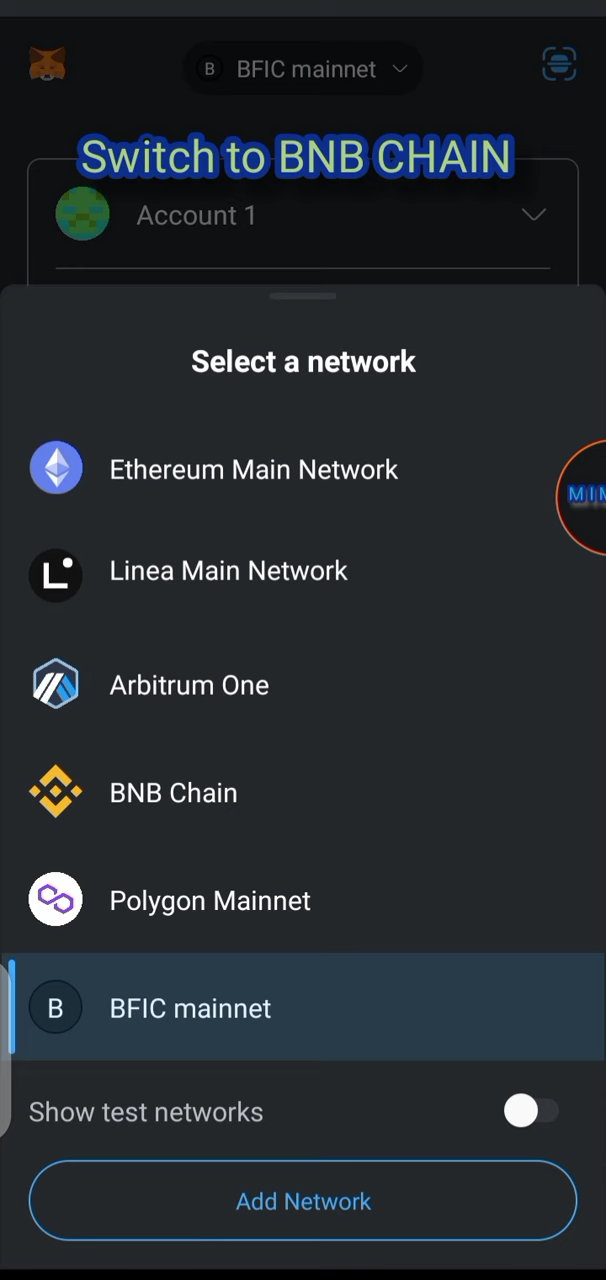 B BFIC mainnet
Switch to BNB CHAIN
Account 1
Select a network
Ethereum Main Network
MIM
Linea Main Network
Arbitrum One
BNB Chain
Polygon Mainnet
B BFIC mainnet
Show test networks
Add Network